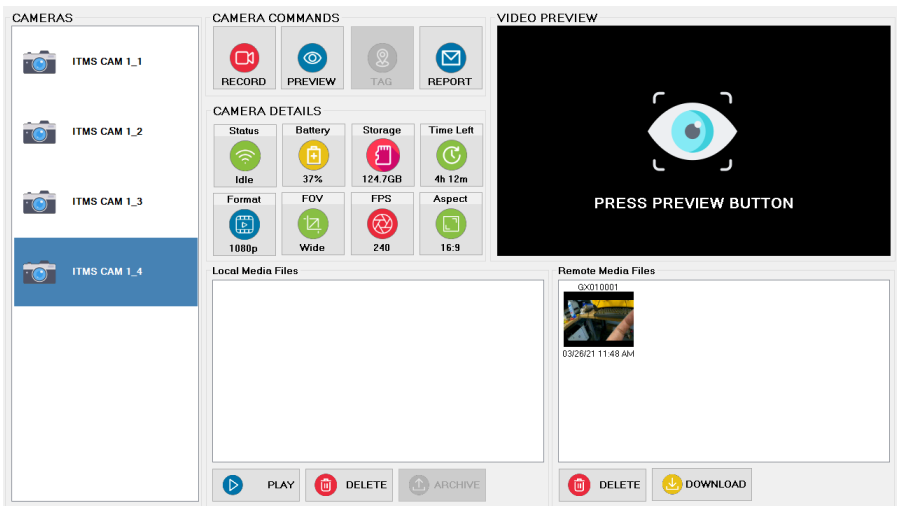 CAMERAS
ITMS CAM 1_1
ITMS CAM 1_2
ITMS CAM 1_3
ITMS CAM 1_4
CAMERA COMMANDS
RECORD
PREVIEW
TAG
REPORT
CAMERA DETAILS
Status
Battery
Storage
Time Left
Idle
37%
124.7GB
4h 12m
Format
FOV
FPS
Aspect
1080p
Wide
240
16:9
VIDEO PREVIEW
PRESS PREVIEW BUTTON
Local Media Files
PLAY
DELETE
ARCHIVE
Remote Media Files
GX010001
03/26/21 11:48 AM
DELETE
DOWNLOAD